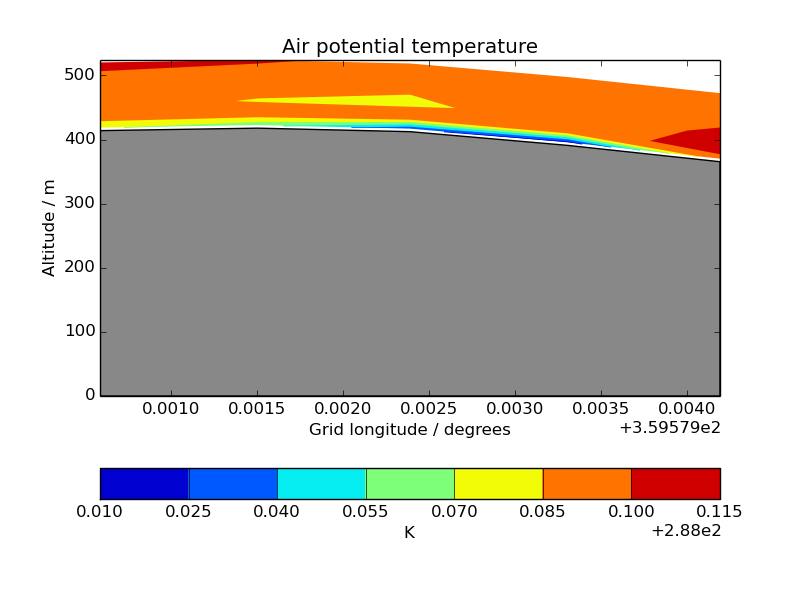 Air potential temperature
500
400
300
200
100
0
Altitude / m
0.0010 0.0015 0.0020 0.0025 0.0030 0.0035 0.0040
Grid longitude / degrees
+3.59579e2
0.010 0.025 0.040 0.055 0.070 0.085 0.100 0.115
K
+2.88e2